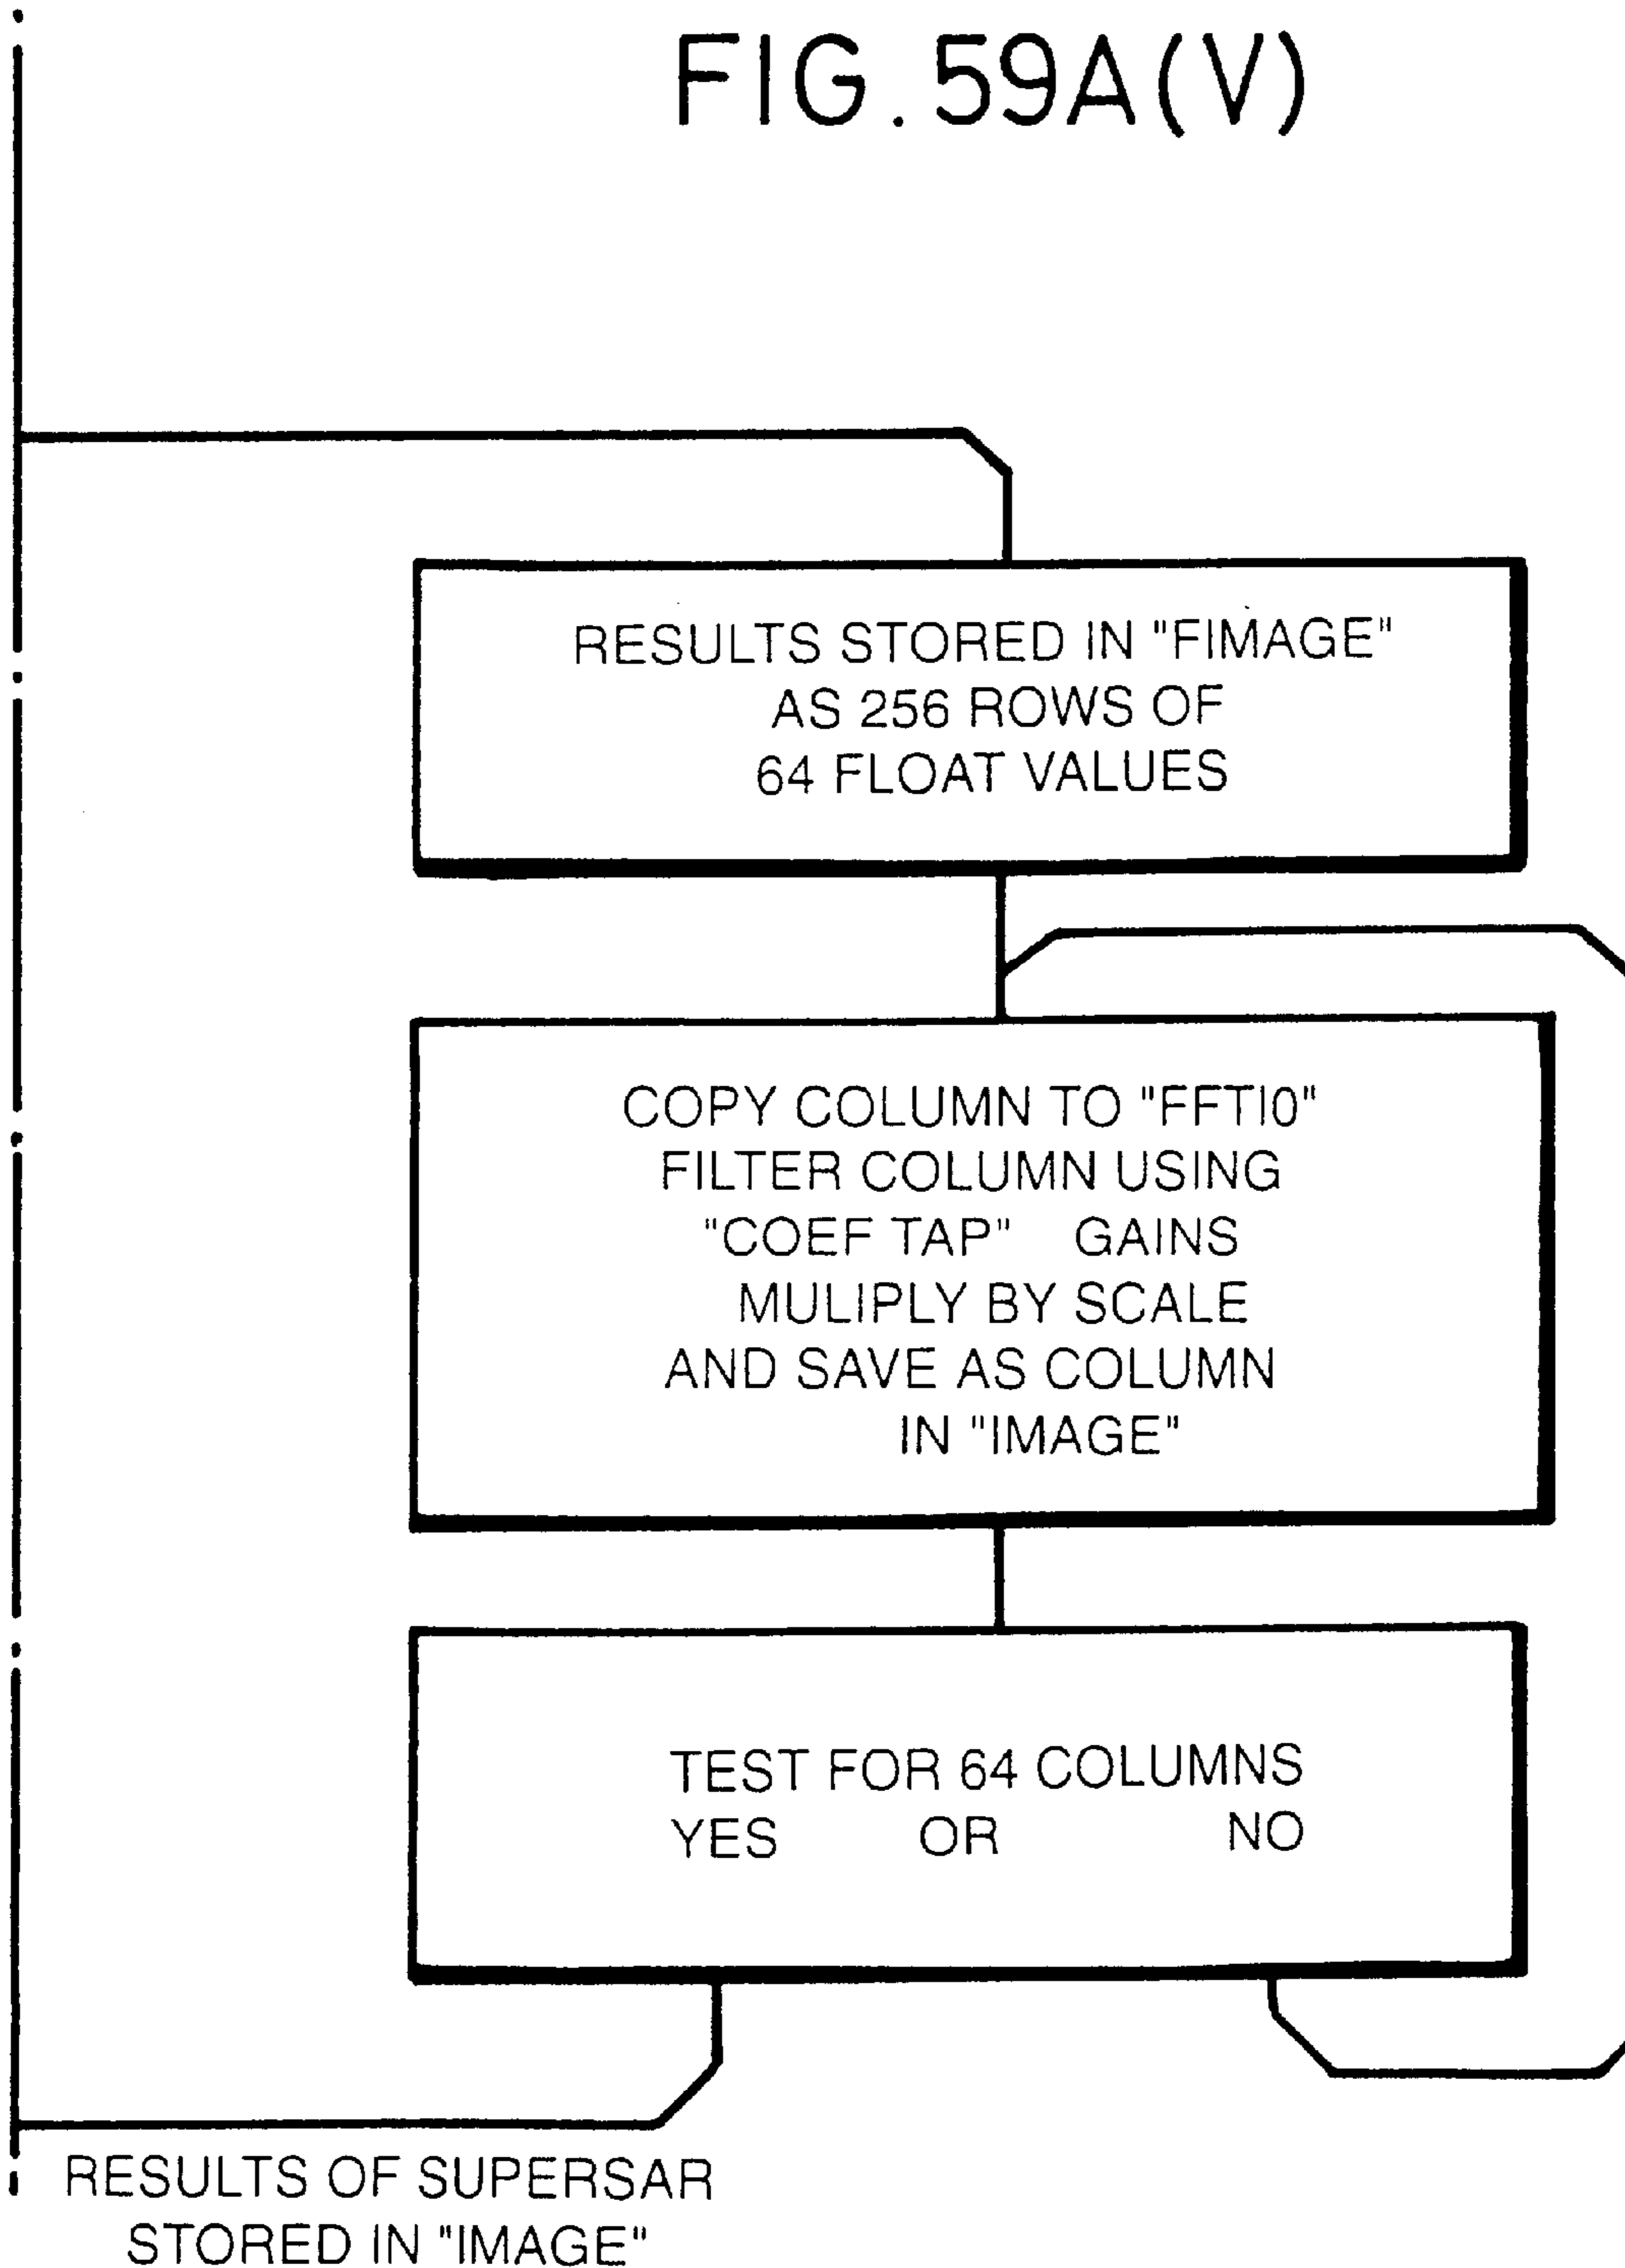 FIG. 59A(V)
RESULTS STORED IN "FIMAGE"
AS 256 ROWS OF
64 FLOAT VALUES
COPY COLUMN TO "FFTI0"
FILTER COLUMN USING
"COEF TAP" GAINS
MULIPLY BY SCALE
AND SAVE AS COLUMN
IN "IMAGE"
TEST FOR 64 COLUMNS
YES OR NO
RESULTS OF SUPERSAR
STORED IN "IMAGE"